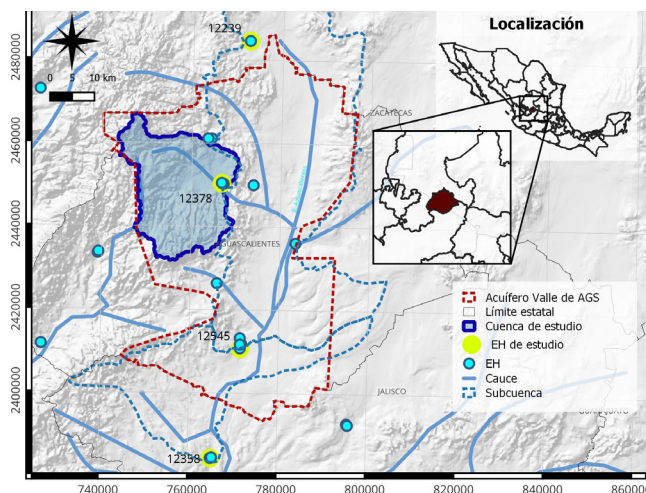 Localización
12239
0 5 10 km
ZACATECAS
12378
AGUASCALIENTES
12945
JALISCO
12358
Acuífero Valle de AGS
Límite estatal
Cuenca de estudio
EH de estudio
EH
Cauce
Subcuenca
2480000
2460000
2440000
2420000
2400000
740000
760000
780000
800000
820000
840000
860000